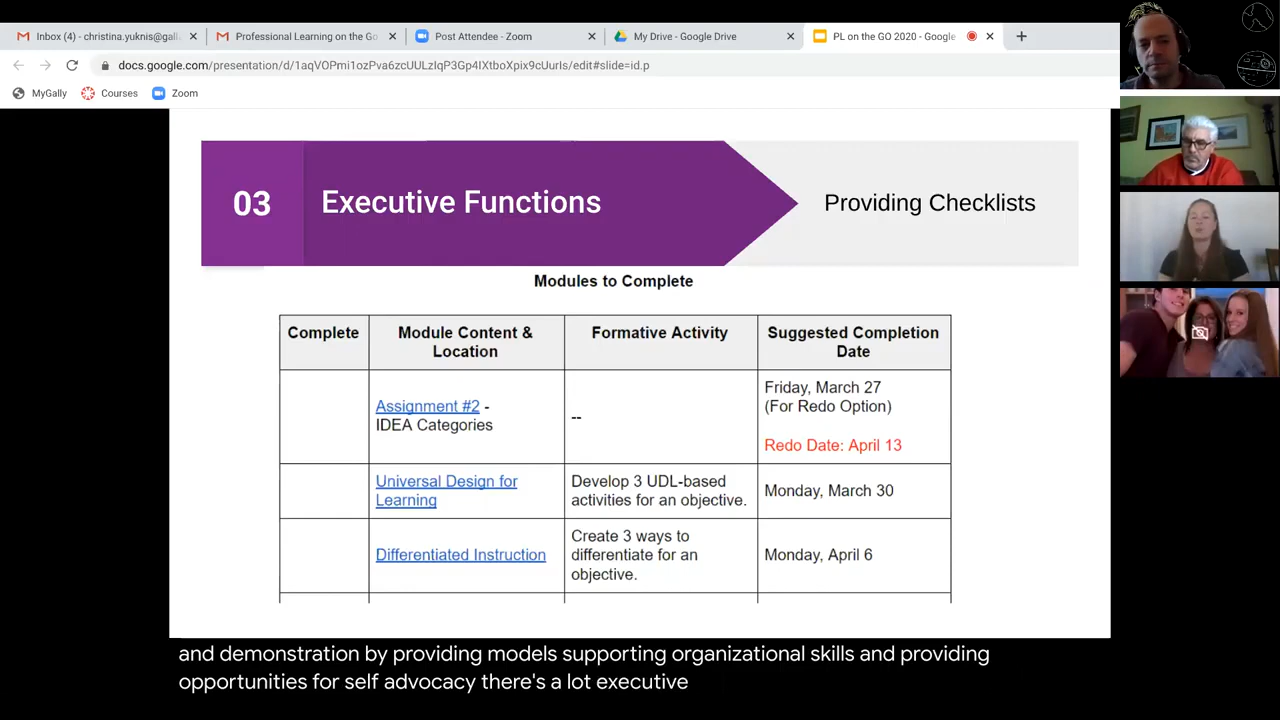 Inbox (4) - christina.yuknis@gall
Professional Learning on the Go
Post Attendee - Zoom
My Drive - Google Drive
PL on the GO 2020 - Google
docs.google.com/presentation/d/1aqVOPmi1ozPva6zcUULzIqP3Gp4IXtboXpix9cUurIs/edit#slide=id.p
MyGally
Courses
Zoom
03
Executive Functions
Providing Checklists
Modules to Complete
Complete
Module Content &
Location
Formative Activity
Suggested Completion
Date
Assignment #2 -
IDEA Categories
--
Friday, March 27
(For Redo Option)
Redo Date: April 13
Universal Design for
Learning
Develop 3 UDL-based
activities for an objective.
Monday, March 30
Differentiated Instruction
Create 3 ways to
differentiate for an
objective.
Monday, April 6
and demonstration by providing models supporting organizational skills and providing
opportunities for self advocacy there's a lot executive